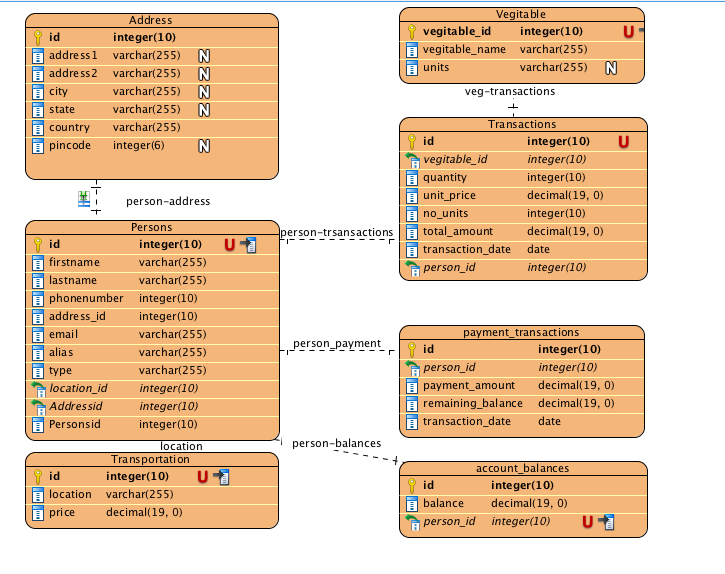 Address
id integer(10)
address1 varchar(255) N
address2 varchar(255) N
city varchar(255) N
state varchar(255) N
country varchar(255)
pincode integer(6) N
person-address
Persons
id integer(10) U
firstname varchar(255)
lastname varchar(255)
phonenumber integer(10)
address_id integer(10)
email varchar(255)
alias varchar(255)
type varchar(255)
location_id integer(10)
Addressid integer(10)
Personsid integer(10)
location
Transportation
id integer(10) U
location varchar(255)
price decimal(19, 0)
Vegitable
vegitable_id integer(10) U
vegitable_name varchar(255)
units varchar(255) N
veg-transactions
Transactions
id integer(10) U
vegitable_id integer(10)
quantity integer(10)
unit_price decimal(19, 0)
no_units integer(10)
total_amount decimal(19, 0)
transaction_date date
person_id integer(10)
person-trsansactions
person_payment
payment_transactions
id integer(10)
person_id integer(10)
payment_amount decimal(19, 0)
remaining_balance decimal(19, 0)
transaction_date date
person-balances
account_balances
id integer(10)
balance decimal(19, 0)
person_id integer(10) U